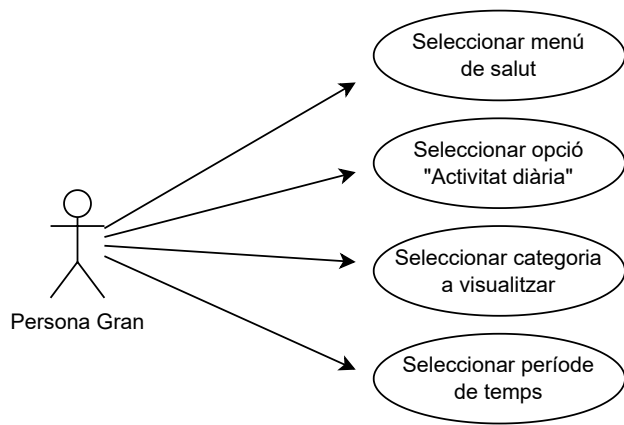 Seleccionar menú
de salut
Seleccionar opció
"Activitat diària"
Seleccionar categoria
a visualitzar
Persona Gran
Seleccionar període
de temps